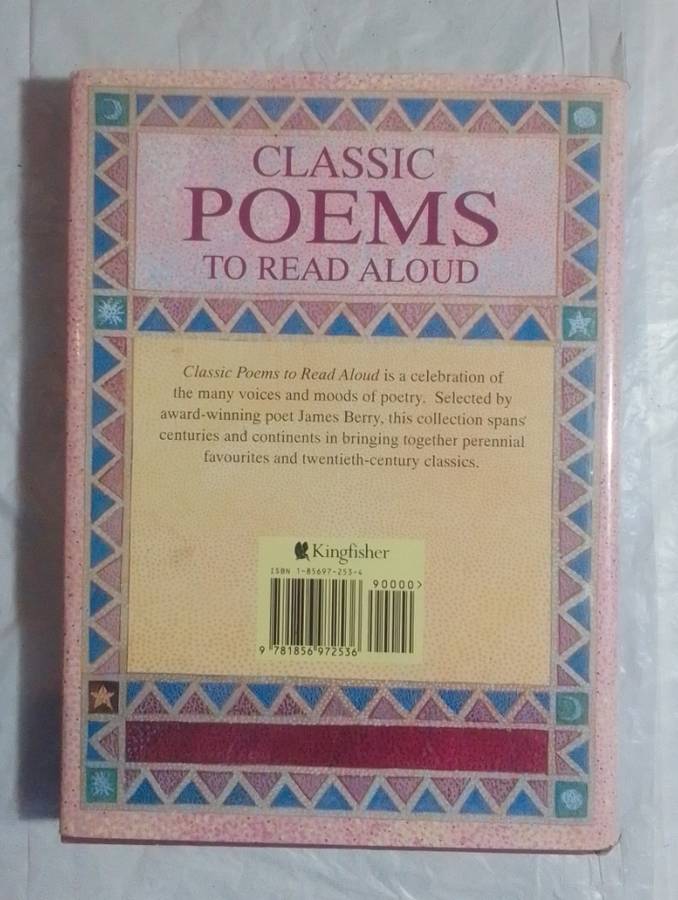 CLASSIC
POEMS
TO READ ALOUD
Classic Poems to Read Aloud is a celebration of
the many voices and moods of poetry. Selected by
award-winning poet James Berry, this collection spans
centuries and continents in bringing together perennial
favourites and twentieth-century classics.
Kingfisher
ISBN 1-85697-253-4
90000>
9 781856 972536